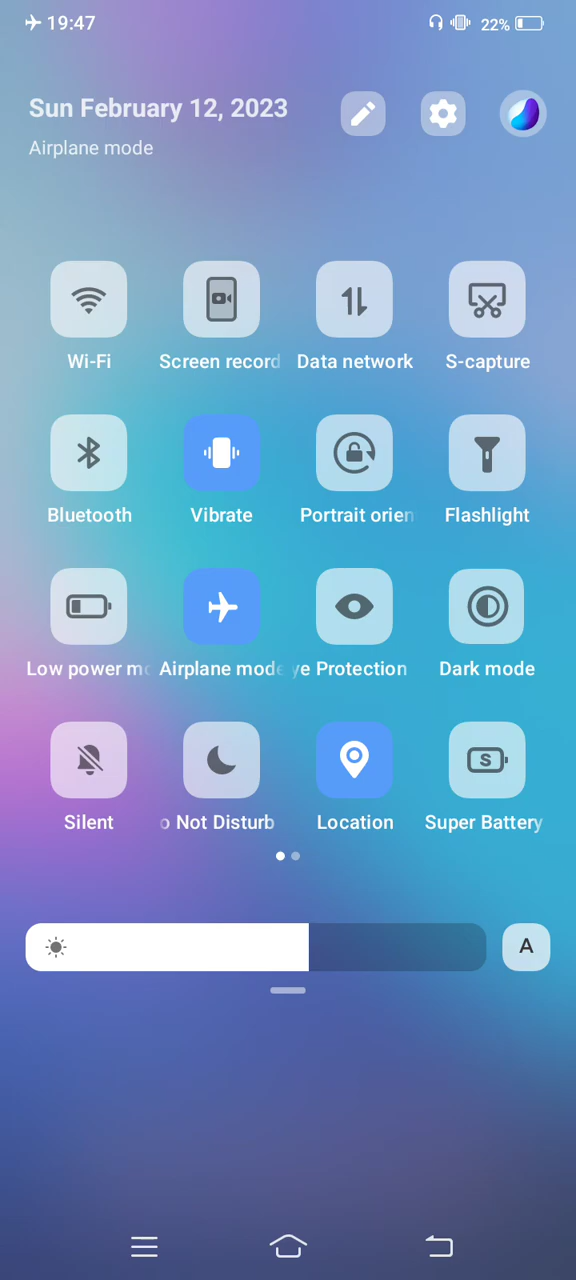 19:47
22%
Sun February 12, 2023
Airplane mode
Wi-Fi
Screen record
Data network
S-capture
Bluetooth
Vibrate
Portrait orien
Flashlight
Low power mo
Airplane mode
ye Protection
Dark mode
S
Silent
o Not Disturb
Location
Super Battery
A